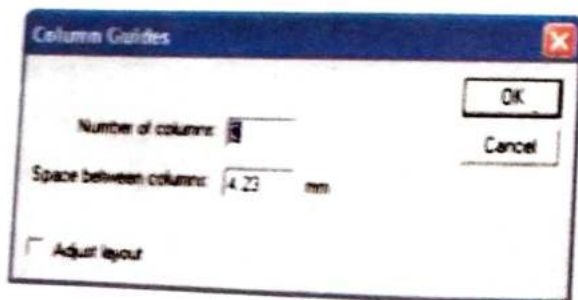 Column Guides
OK
Number of columns:
Cancel
Space between columns: 4.23 mm
Adjust layout